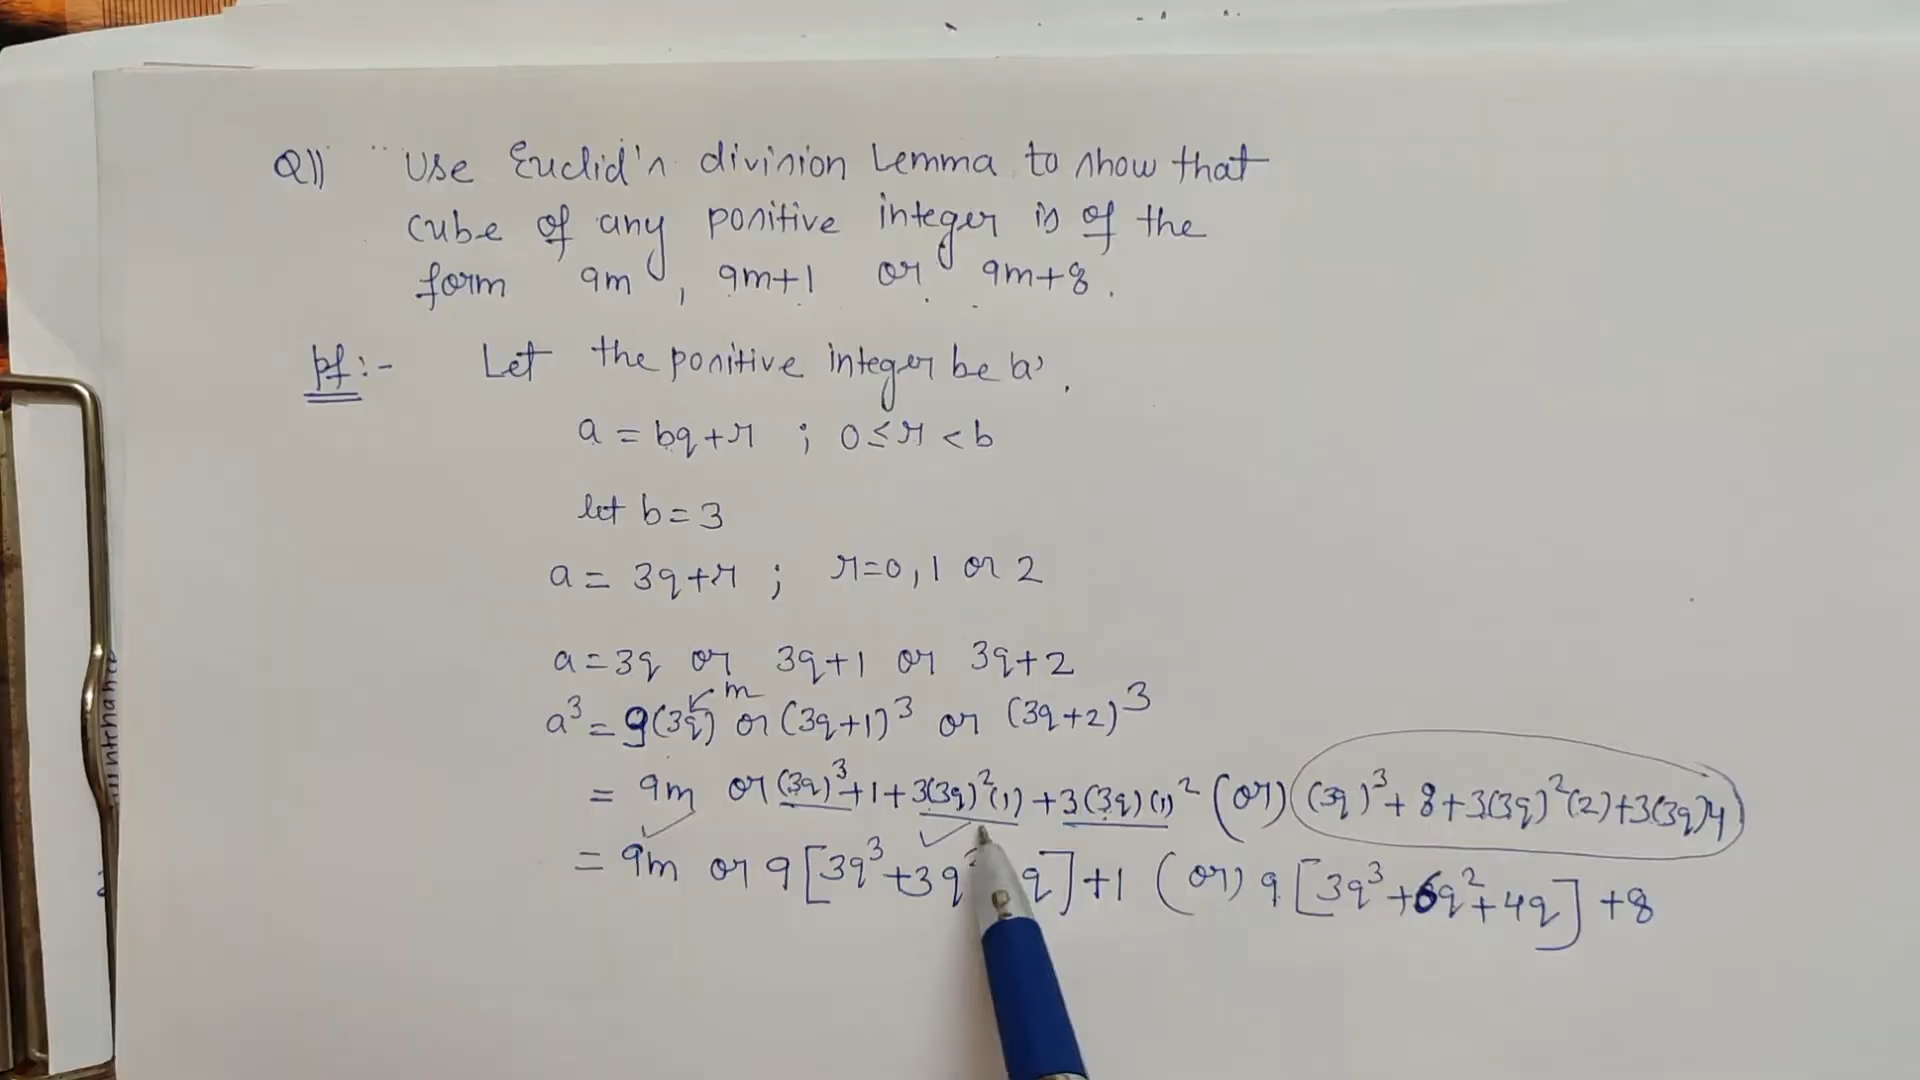 Q1) "Use Euclid's division Lemma to show that
cube of any positive integer is of the
form 9m, 9m+1 or 9m+8.
Pf:- Let the positive integer be 'a'.
a = bq+r ; 0≤r<b
let b=3
a = 3q+r ; r=0,1 or 2
a=3q or 3q+1 or 3q+2
m
a³ = 9(3q) or (3q+1)³ or (3q+2)³
= 9m or (3q)³+1+3(3q)²(1)+3(3q)(1)² (or) (3q)³+8+3(3q)²(2)+3(3q)4
= 9m or 9[3q³+3q² q]+1 (or) 9[3q³+6q²+4q]+8